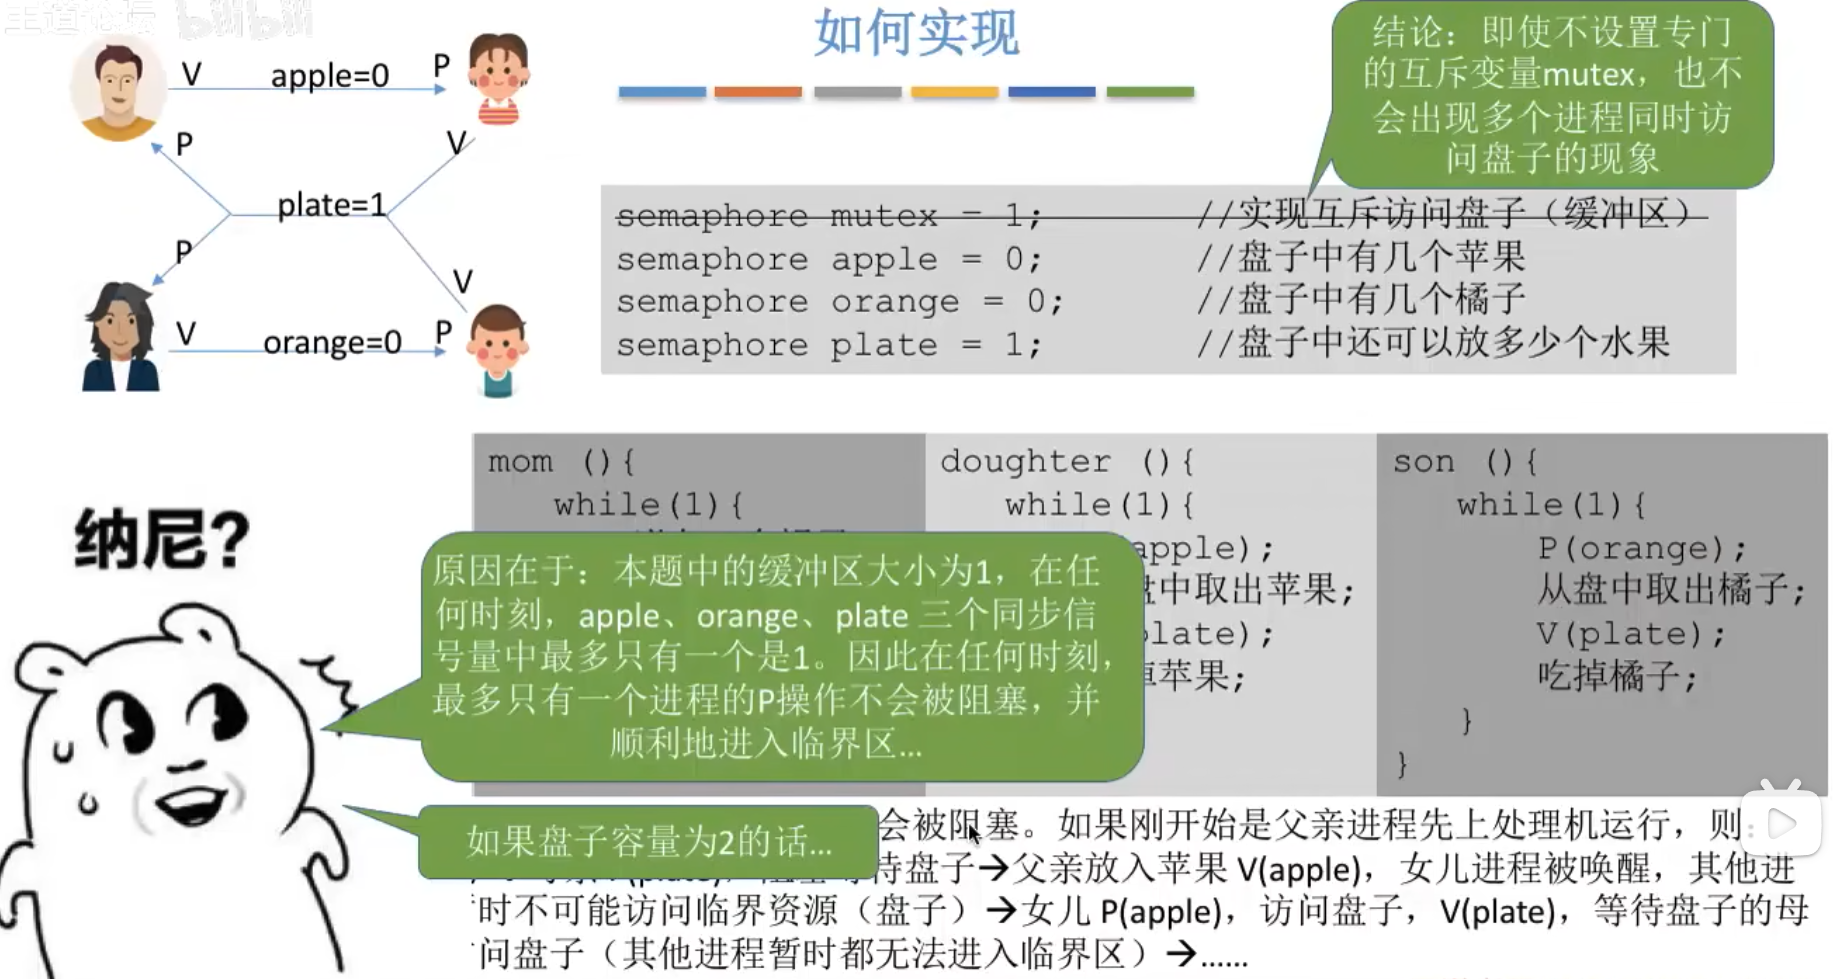 王道论坛 bilibili
如何实现
结论：即使不设置专门
的互斥变量mutex，也不
会出现多个进程同时访
问盘子的现象
V apple=0 P
P
V
plate=1
P
V
V orange=0 P
semaphore mutex = 1; //实现互斥访问盘子（缓冲区）
semaphore apple = 0; //盘子中有几个苹果
semaphore orange = 0; //盘子中有几个橘子
semaphore plate = 1; //盘子中还可以放多少个水果
mom (){
while(1){
doughter (){
while(1){
apple);
盘中取出苹果;
plate);
苹果;
son (){
while(1){
P(orange);
从盘中取出橘子;
V(plate);
吃掉橘子;
}
}
纳尼?
原因在于：本题中的缓冲区大小为1，在任
何时刻，apple、orange、plate 三个同步信
号量中最多只有一个是1。因此在任何时刻，
最多只有一个进程的P操作不会被阻塞，并
顺利地进入临界区...
如果盘子容量为2的话...
会被阻塞。如果刚开始是父亲进程先上处理机运行，则：
待盘子→父亲放入苹果 V(apple)，女儿进程被唤醒，其他进
时不可能访问临界资源（盘子）→女儿 P(apple)，访问盘子，V(plate)，等待盘子的母
问盘子（其他进程暂时都无法进入临界区）→......